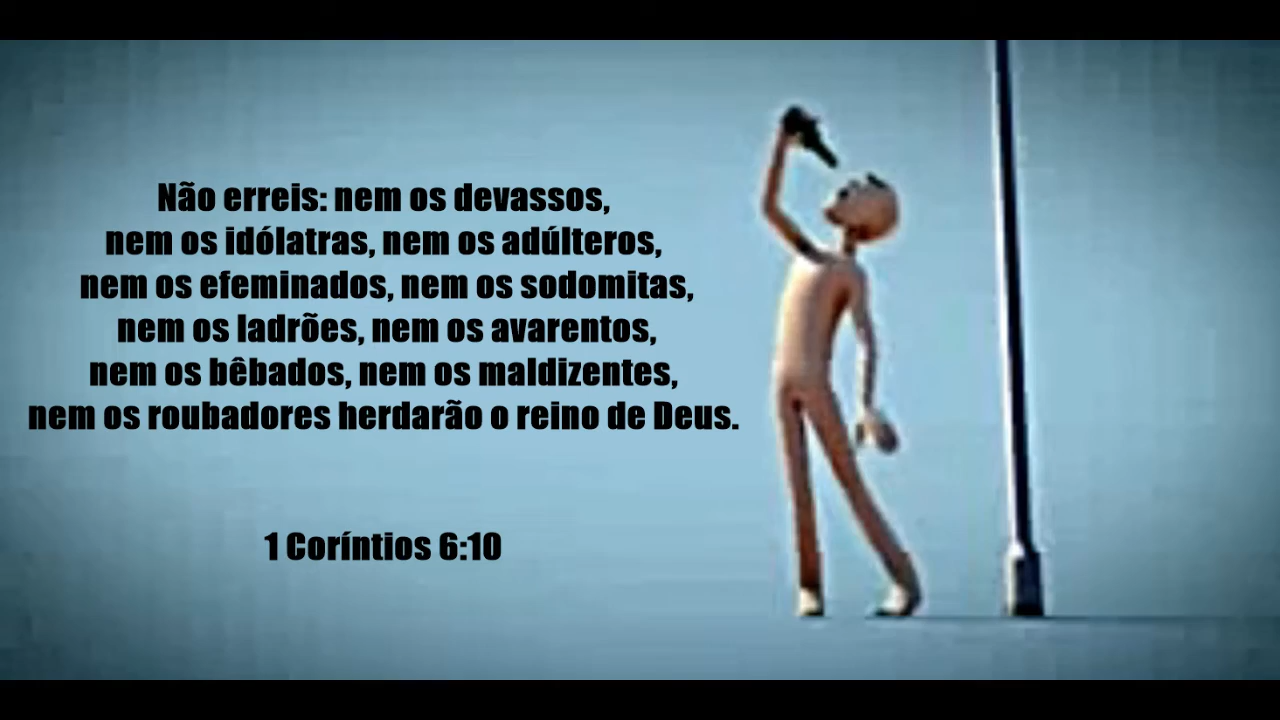 Não erreis: nem os devassos,
nem os idólatras, nem os adúlteros,
nem os efeminados, nem os sodomitas,
nem os ladrões, nem os avarentos,
nem os bêbados, nem os maldizentes,
nem os roubadores herdarão o reino de Deus.
1 Coríntios 6:10